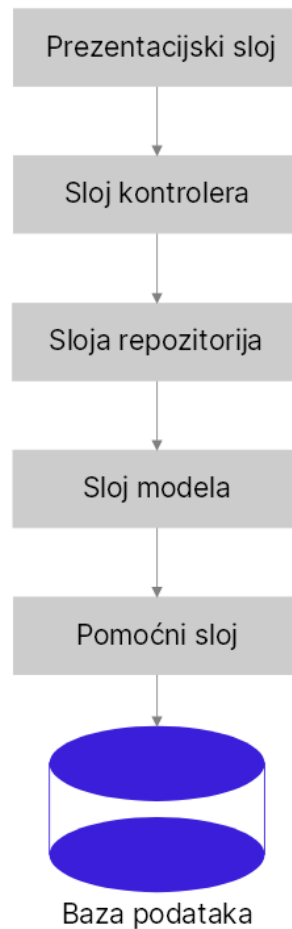 Prezentacijski sloj
Sloj kontrolera
Sloja repozitorija
Sloj modela
Pomoćni sloj
Baza podataka